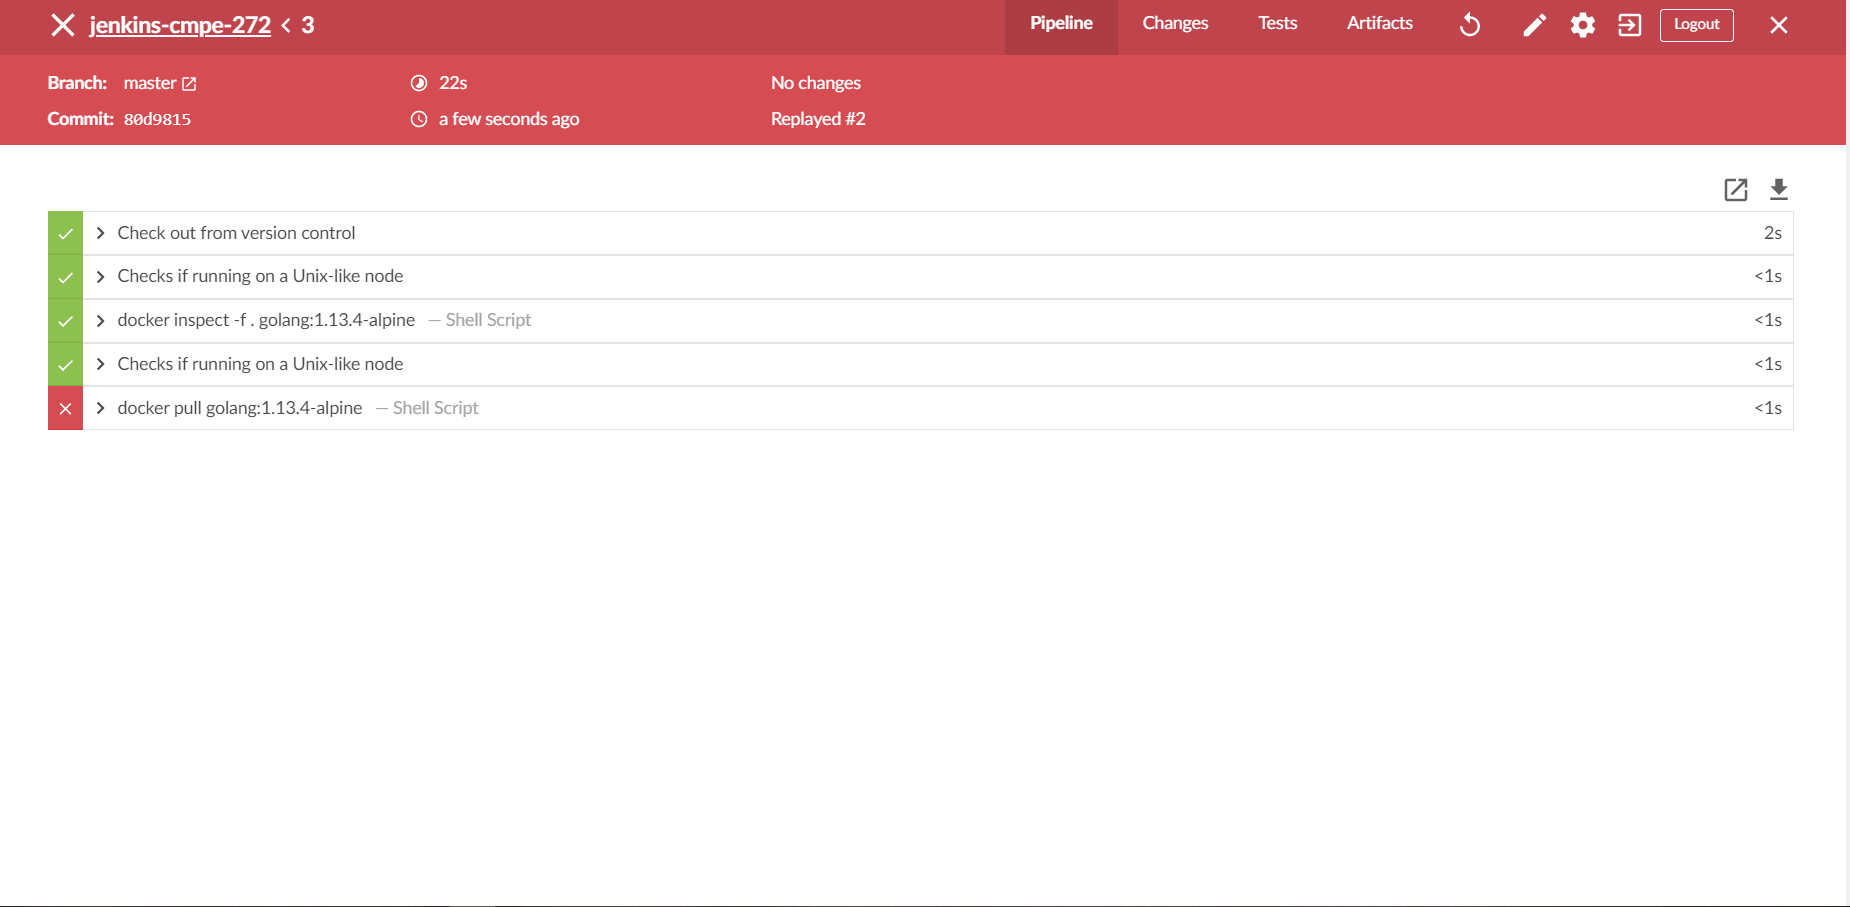 jenkins-cmpe-272 < 3
Pipeline
Changes
Tests
Artifacts
Logout
Branch: master
22s
No changes
Commit: 80d9815
a few seconds ago
Replayed #2
Check out from version control 2s
Checks if running on a Unix-like node <1s
docker inspect -f . golang:1.13.4-alpine — Shell Script <1s
Checks if running on a Unix-like node <1s
docker pull golang:1.13.4-alpine — Shell Script <1s